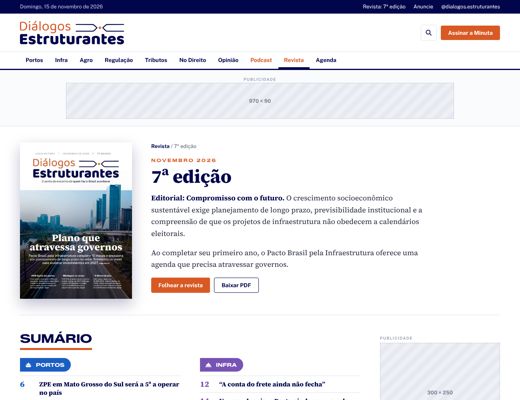 Domingo, 15 de novembro de 2026
Revista: 7ª edição
Anuncie
@dialogos.estruturantes
Diálogos
Estruturantes
Assinar a Minuta
Portos
Infra
Agro
Regulação
Tributos
No Direito
Opinião
Podcast
Revista
Agenda
PUBLICIDADE
970 × 90
Revista / 7ª edição
NOVEMBRO 2026
7ª edição
Editorial: Compromisso com o futuro. O crescimento socioeconômico
sustentável exige planejamento de longo prazo, previsibilidade institucional e a
compreensão de que os projetos de infraestrutura não obedecem a calendários
eleitorais.
Ao completar seu primeiro ano, o Pacto Brasil pela Infraestrutura oferece uma
agenda que precisa atravessar governos.
Folhear a revista
Baixar PDF
Diálogos
Estruturantes
Plano que
atravessa governos
SUMÁRIO
PORTOS
6
ZPE em Mato Grosso do Sul será a 5ª a operar
no país
INFRA
12
“A conta do frete ainda não fecha”
PUBLICIDADE
300 × 250